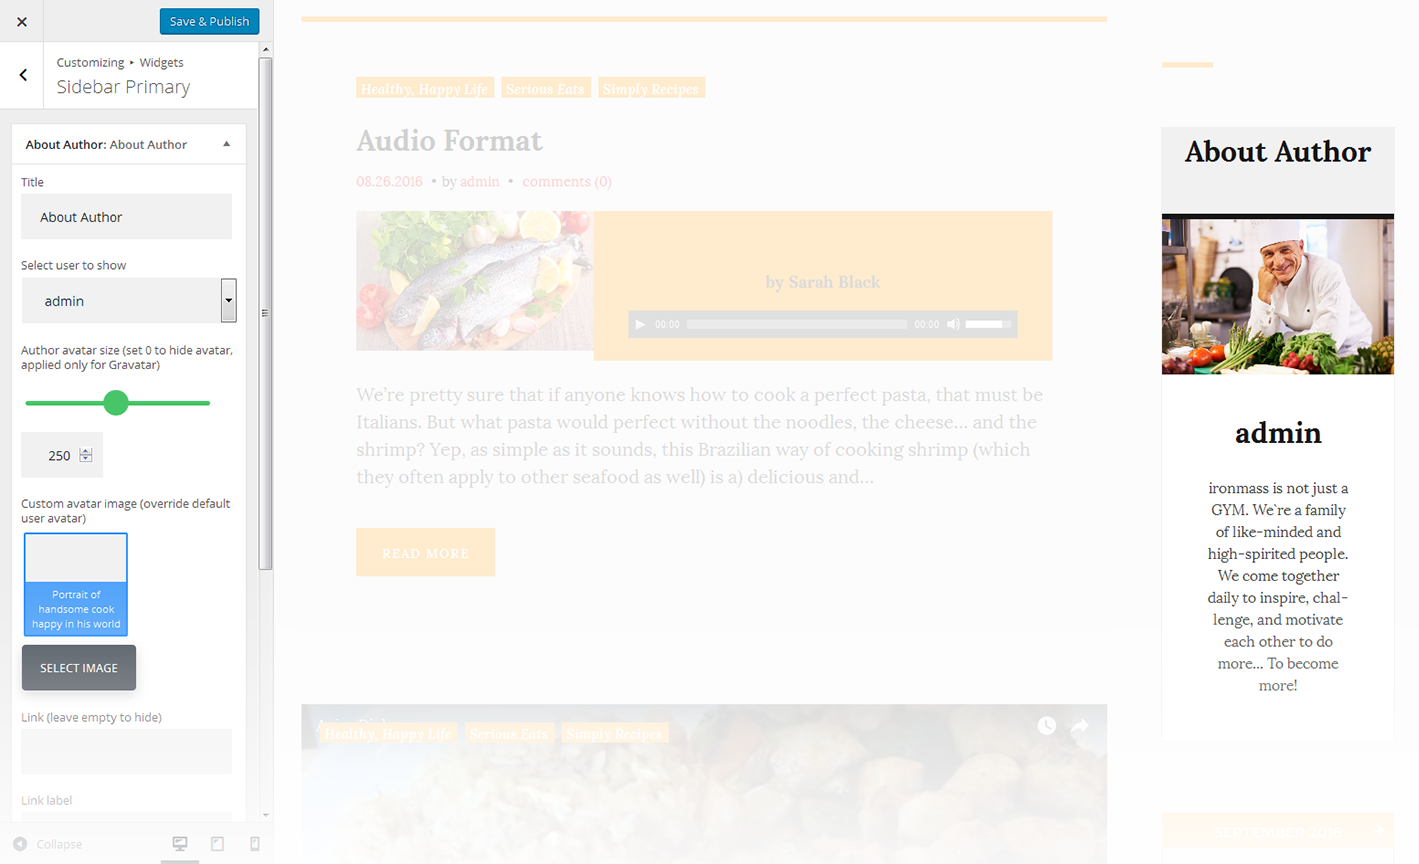 Save & Publish
Customizing ▸ Widgets
Sidebar Primary
About Author: About Author
Title
About Author
Select user to show
admin
Author avatar size (set 0 to hide avatar,
applied only for Gravatar)
250
Custom avatar image (override default
user avatar)
Portrait of
handsome cook
happy in his world
SELECT IMAGE
Link (leave empty to hide)
Link label
Collapse
Healthy, Happy Life Serious Eats Simply Recipes
Audio Format
08.26.2016 • by admin • comments (0)
by Sarah Black
00:00 00:00
We're pretty sure that if anyone knows how to cook a perfect pasta, that must be
Italians. But what pasta would perfect without the noodles, the cheese... and the
shrimp? Yep, as simple as it sounds, this Brazilian way of cooking shrimp (which
they often apply to other seafood as well) is a) delicious and...
READ MORE
Healthy, Happy Life Serious Eats Simply Recipes
About Author
admin
ironmass is not just a
GYM. We`re a family
of like-minded and
high-spirited people.
We come together
daily to inspire, chal-
lenge, and motivate
each other to do
more... To become
more!
SEPTEMBER 2016